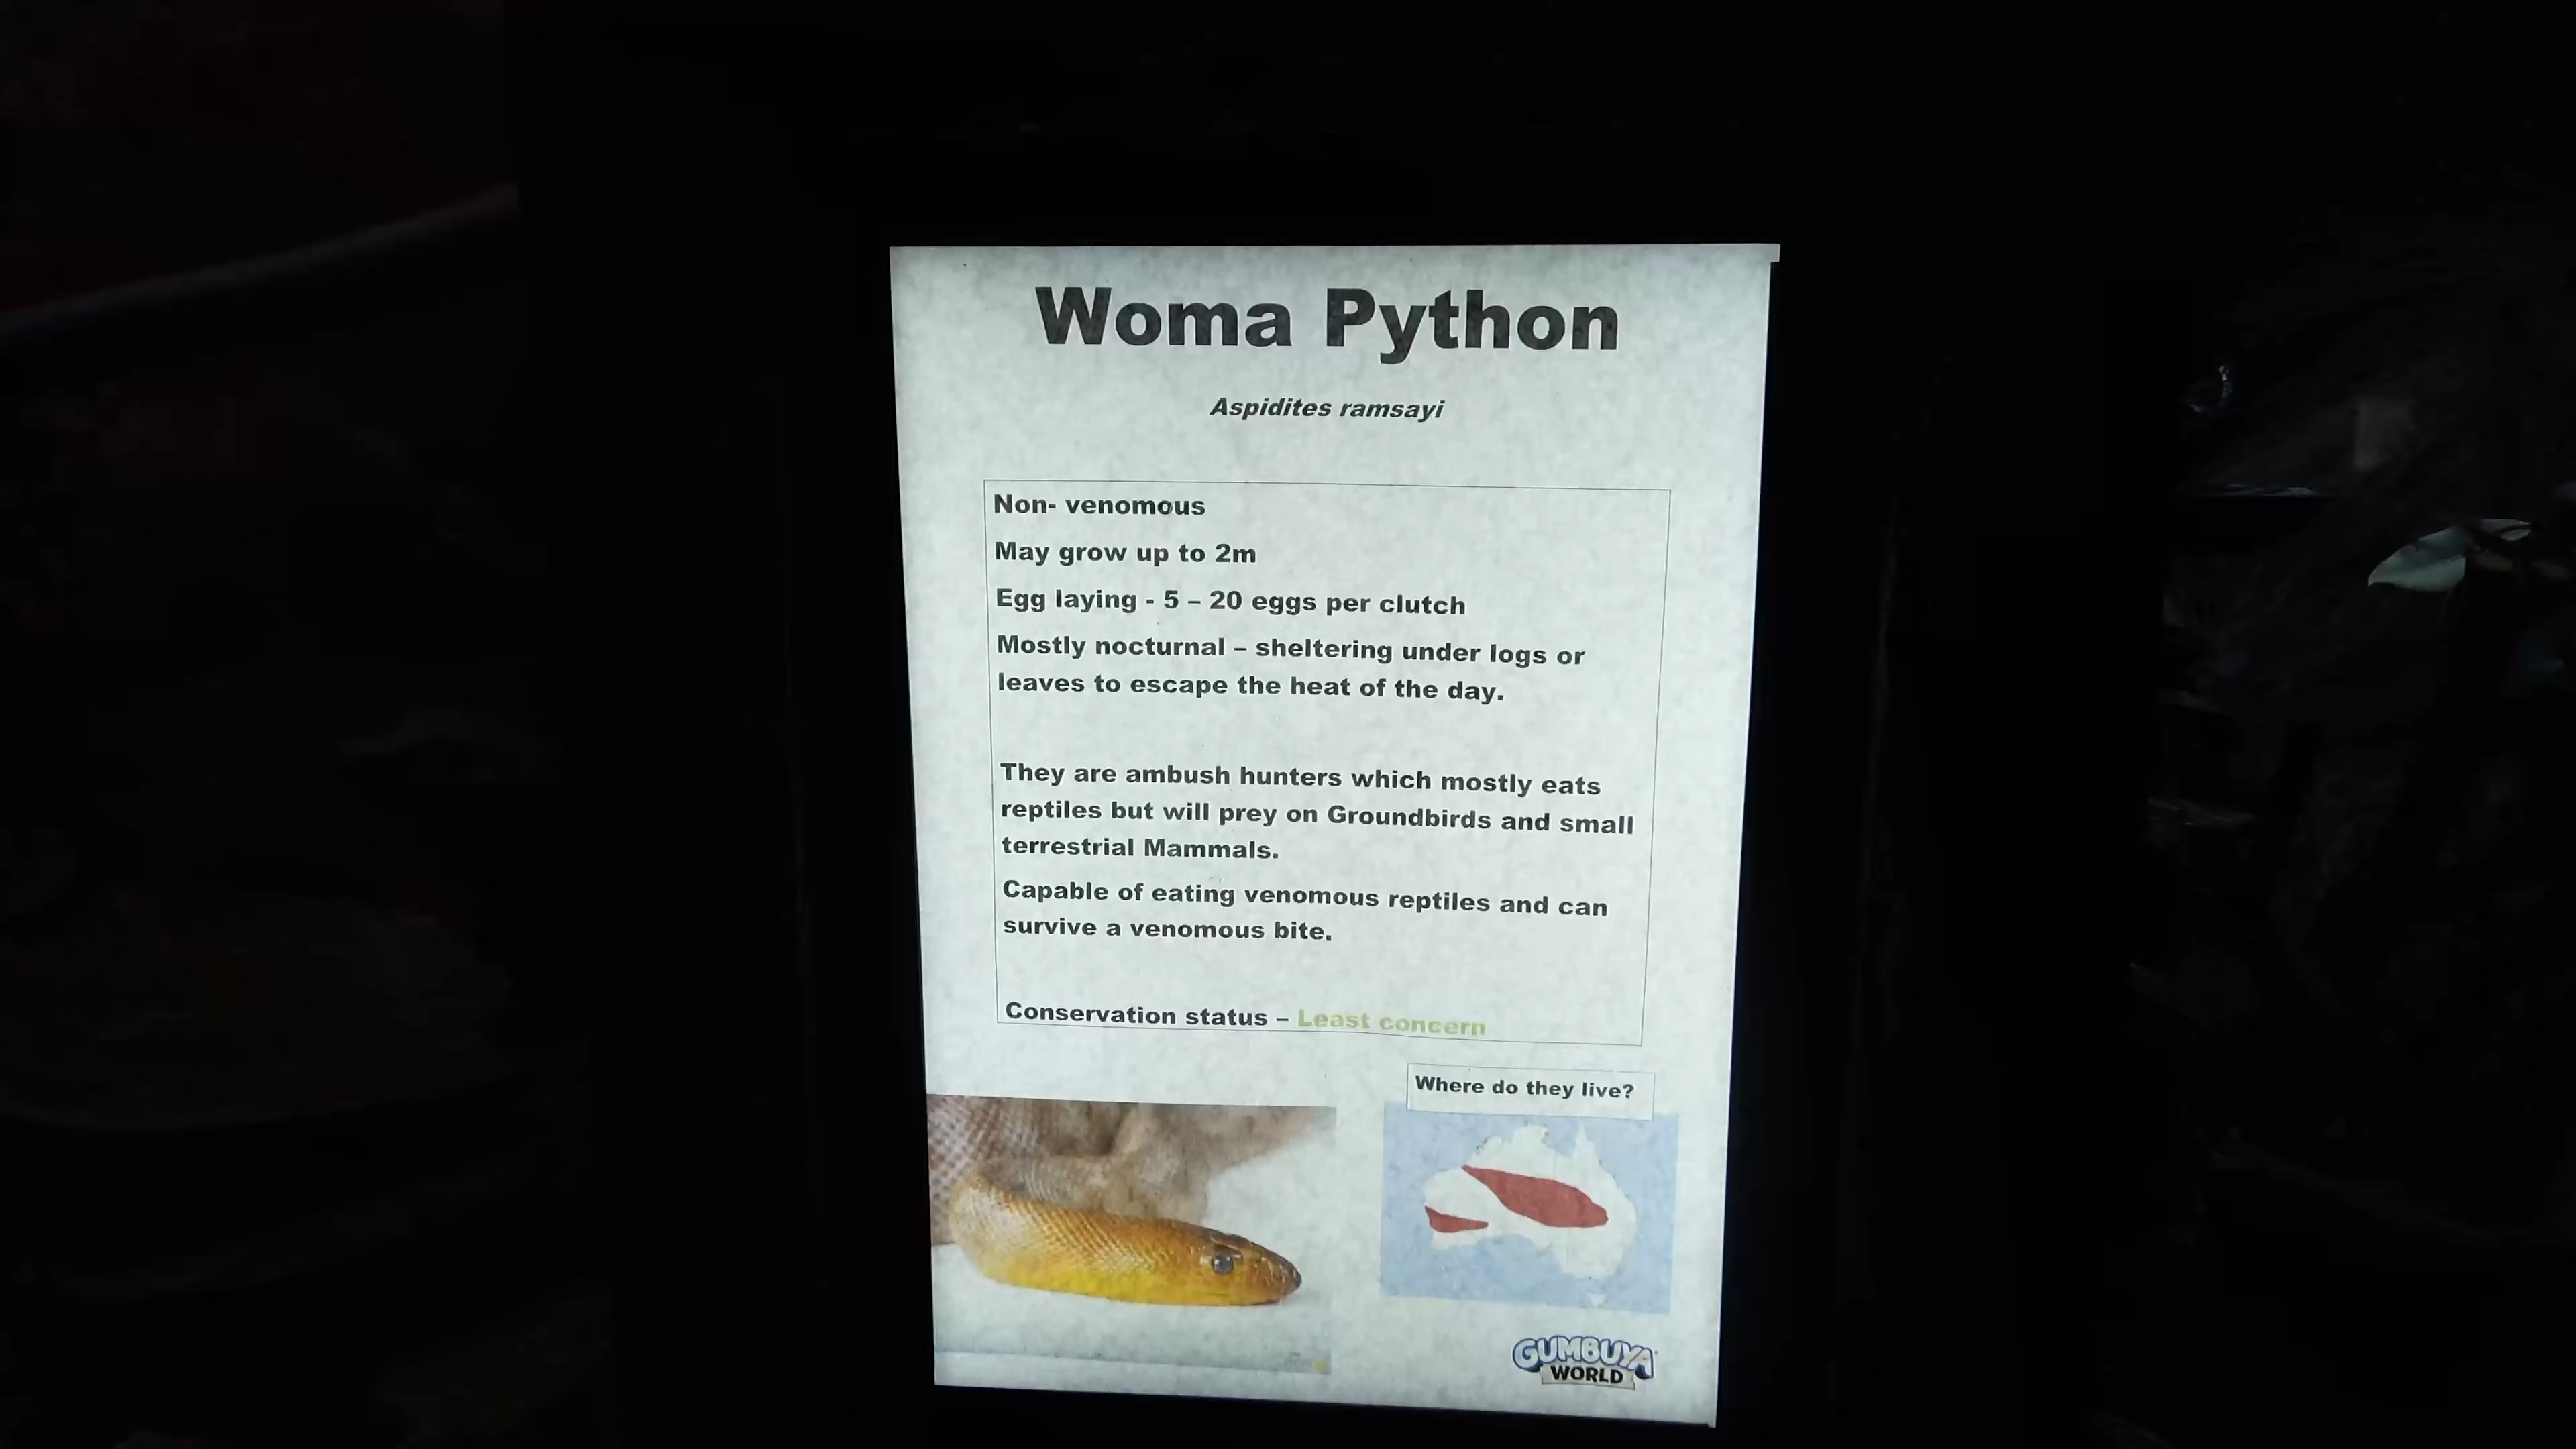 Woma Python
Aspidites ramsayi
Non- venomous
May grow up to 2m
Egg laying - 5 – 20 eggs per clutch
Mostly nocturnal – sheltering under logs or
leaves to escape the heat of the day.
They are ambush hunters which mostly eats
reptiles but will prey on Groundbirds and small
terrestrial Mammals.
Capable of eating venomous reptiles and can
survive a venomous bite.
Conservation status – Least concern
Where do they live?
GUMBUYA
WORLD